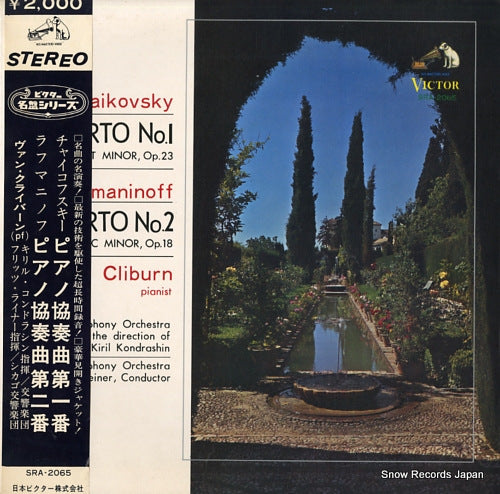 ¥2,000
"HIS MASTER'S VOICE"
STEREO
ビクター
名盤シリーズ
□名曲の名演奏!□最新の技術を駆使した超長時間録音!□豪華見開きジャケット!
チャイコフスキー ピアノ協奏曲第一番
ラフマニノフ ピアノ協奏曲第二番
ヴァン・クライバーン(pf)
キリル・コンドラシン指揮/交響楽団
フリッツ・ライナー指揮/シカゴ交響楽団
SRA-2065
日本ビクター株式会社
aikovsky
RTO No.1
T MINOR, Op.23
maninoff
RTO No.2
C MINOR, Op.18
Cliburn
pianist
phony Orchestra
the direction of
Kiril Kondrashin
phony Orchestra
einer, Conductor
VICTOR
SRA-2065
Snow Records Japan